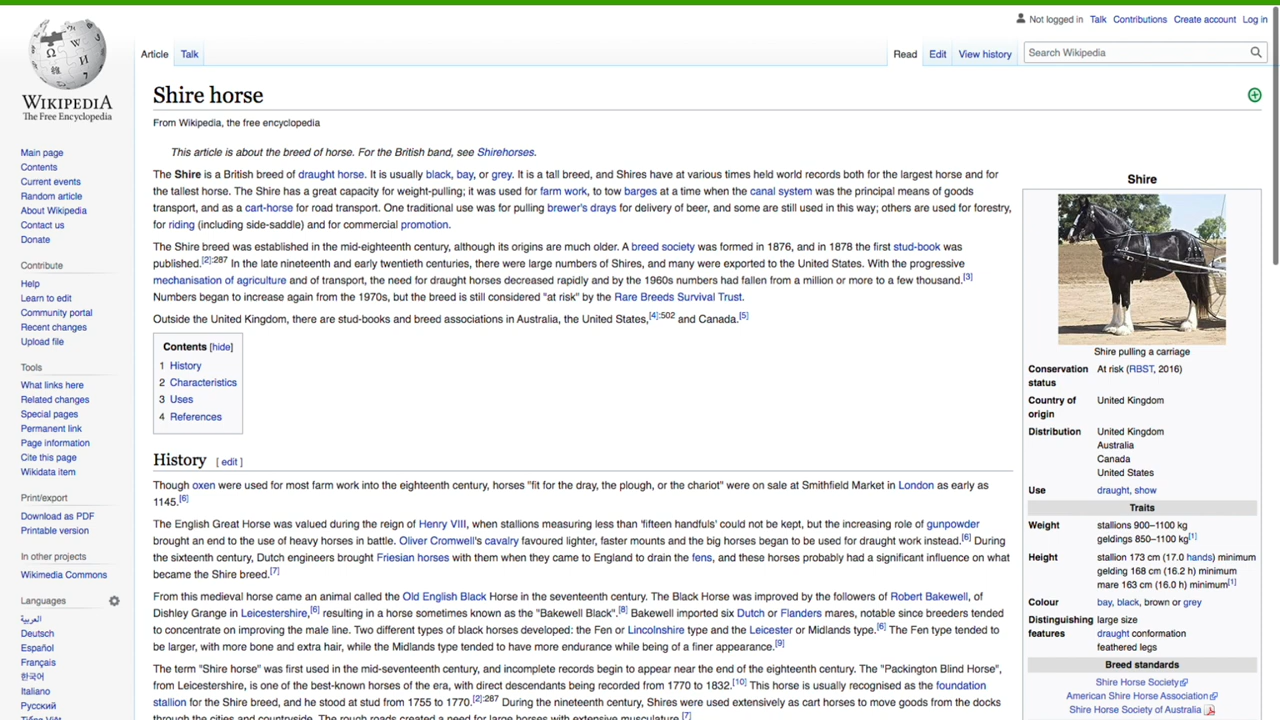 Not logged in Talk Contributions Create account Log in
Article Talk Read Edit View history Search Wikipedia
WIKIPEDIA
The Free Encyclopedia
Main page
Contents
Current events
Random article
About Wikipedia
Contact us
Donate
Contribute
Help
Learn to edit
Community portal
Recent changes
Upload file
Tools
What links here
Related changes
Special pages
Permanent link
Page information
Cite this page
Wikidata item
Print/export
Download as PDF
Printable version
In other projects
Wikimedia Commons
Languages
العربية
Deutsch
Español
Français
한국어
Italiano
Русский
Tiếng Việt
Shire horse
From Wikipedia, the free encyclopedia
This article is about the breed of horse. For the British band, see Shirehorses.
The Shire is a British breed of draught horse. It is usually black, bay, or grey. It is a tall breed, and Shires have at various times held world records both for the largest horse and for
the tallest horse. The Shire has a great capacity for weight-pulling; it was used for farm work, to tow barges at a time when the canal system was the principal means of goods
transport, and as a cart-horse for road transport. One traditional use was for pulling brewer's drays for delivery of beer, and some are still used in this way; others are used for forestry,
for riding (including side-saddle) and for commercial promotion.
The Shire breed was established in the mid-eighteenth century, although its origins are much older. A breed society was formed in 1876, and in 1878 the first stud-book was
published.[2]:287 In the late nineteenth and early twentieth centuries, there were large numbers of Shires, and many were exported to the United States. With the progressive
mechanisation of agriculture and of transport, the need for draught horses decreased rapidly and by the 1960s numbers had fallen from a million or more to a few thousand.[3]
Numbers began to increase again from the 1970s, but the breed is still considered "at risk" by the Rare Breeds Survival Trust.
Outside the United Kingdom, there are stud-books and breed associations in Australia, the United States,[4]:502 and Canada.[5]
Contents [hide]
1 History
2 Characteristics
3 Uses
4 References
History [ edit ]
Though oxen were used for most farm work into the eighteenth century, horses "fit for the dray, the plough, or the chariot" were on sale at Smithfield Market in London as early as
1145.[6]
The English Great Horse was valued during the reign of Henry VIII, when stallions measuring less than 'fifteen handfuls' could not be kept, but the increasing role of gunpowder
brought an end to the use of heavy horses in battle. Oliver Cromwell's cavalry favoured lighter, faster mounts and the big horses began to be used for draught work instead.[6] During
the sixteenth century, Dutch engineers brought Friesian horses with them when they came to England to drain the fens, and these horses probably had a significant influence on what
became the Shire breed.[7]
From this medieval horse came an animal called the Old English Black Horse in the seventeenth century. The Black Horse was improved by the followers of Robert Bakewell, of
Dishley Grange in Leicestershire,[6] resulting in a horse sometimes known as the "Bakewell Black".[8] Bakewell imported six Dutch or Flanders mares, notable since breeders tended
to concentrate on improving the male line. Two different types of black horses developed: the Fen or Lincolnshire type and the Leicester or Midlands type.[6] The Fen type tended to
be larger, with more bone and extra hair, while the Midlands type tended to have more endurance while being of a finer appearance.[9]
The term "Shire horse" was first used in the mid-seventeenth century, and incomplete records begin to appear near the end of the eighteenth century. The "Packington Blind Horse",
from Leicestershire, is one of the best-known horses of the era, with direct descendants being recorded from 1770 to 1832.[10] This horse is usually recognised as the foundation
stallion for the Shire breed, and he stood at stud from 1755 to 1770.[2]:287 During the nineteenth century, Shires were used extensively as cart horses to move goods from the docks
through the cities and countryside. The rough roads created a need for large horses with extensive musculature.[7]
Shire
Shire pulling a carriage
Conservation status At risk (RBST, 2016)
Country of origin United Kingdom
Distribution United Kingdom
Australia
Canada
United States
Use draught, show
Traits
Weight stallions 900–1100 kg
geldings 850–1100 kg[1]
Height stallion 173 cm (17.0 hands) minimum
gelding 168 cm (16.2 h) minimum
mare 163 cm (16.0 h) minimum[1]
Colour bay, black, brown or grey
Distinguishing features large size
draught conformation
feathered legs
Breed standards
Shire Horse Society
American Shire Horse Association
Shire Horse Society of Australia